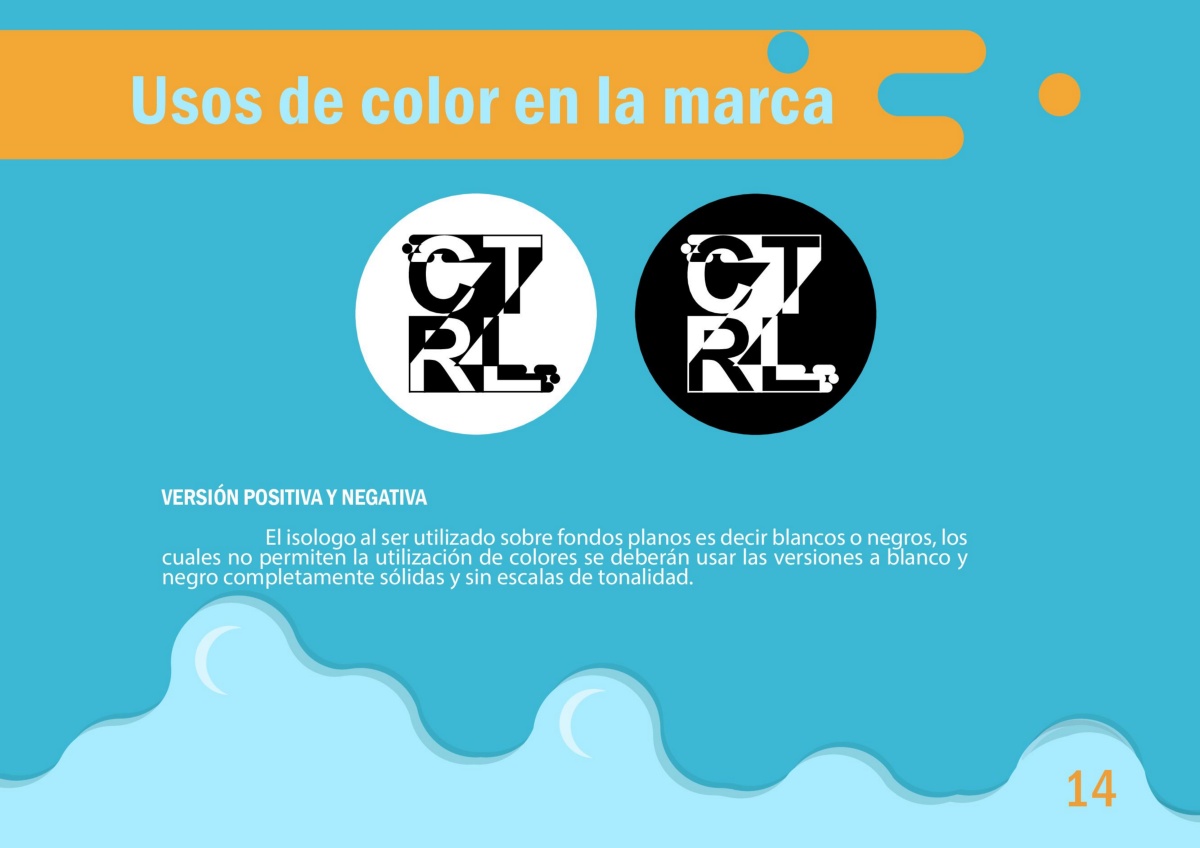 Usos de color en la marca
CT CT
RL RL
VERSIÓN POSITIVA Y NEGATIVA
El isologo al ser utilizado sobre fondos planos es decir blancos o negros, los
cuales no permiten la utilización de colores se deberán usar las versiones a blanco y
negro completamente sólidas y sin escalas de tonalidad.
14